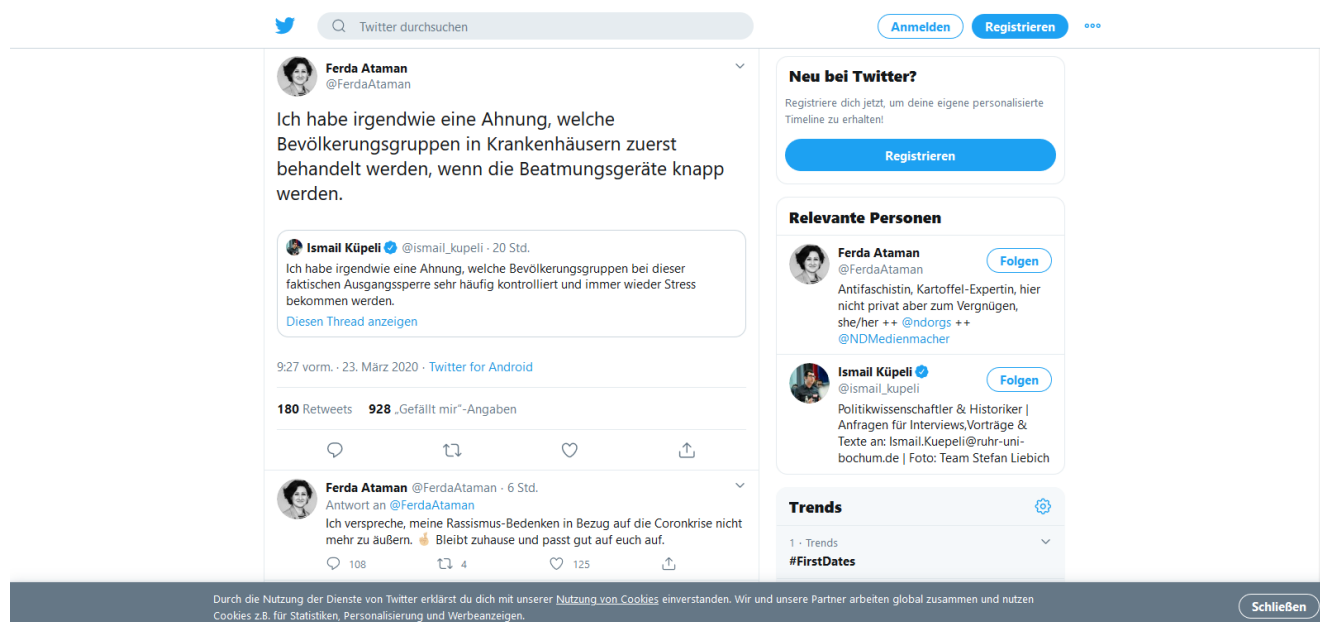 Twitter durchsuchen
Anmelden
Registrieren
Ferda Ataman
@FerdaAtaman
Ich habe irgendwie eine Ahnung, welche
Bevölkerungsgruppen in Krankenhäusern zuerst
behandelt werden, wenn die Beatmungsgeräte knapp
werden.
Ismail Küpeli @ismail_kupeli · 20 Std.
Ich habe irgendwie eine Ahnung, welche Bevölkerungsgruppen bei dieser
faktischen Ausgangssperre sehr häufig kontrolliert und immer wieder Stress
bekommen werden.
Diesen Thread anzeigen
9:27 vorm. · 23. März 2020 · Twitter for Android
180 Retweets 928 „Gefällt mir“-Angaben
Ferda Ataman @FerdaAtaman · 6 Std.
Antwort an @FerdaAtaman
Ich verspreche, meine Rassismus-Bedenken in Bezug auf die Coronkrise nicht
mehr zu äußern. 🤞🏼 Bleibt zuhause und passt gut auf euch auf.
108 4 125
Neu bei Twitter?
Registriere dich jetzt, um deine eigene personalisierte
Timeline zu erhalten!
Registrieren
Relevante Personen
Ferda Ataman
@FerdaAtaman
Folgen
Antifaschistin, Kartoffel-Expertin, hier
nicht privat aber zum Vergnügen,
she/her ++ @ndorgs ++
@NDMedienmacher
Ismail Küpeli
@ismail_kupeli
Folgen
Politikwissenschaftler & Historiker |
Anfragen für Interviews,Vorträge &
Texte an: Ismail.Kuepeli@ruhr-uni-
bochum.de | Foto: Team Stefan Liebich
Trends
1 · Trends
#FirstDates
Durch die Nutzung der Dienste von Twitter erklärst du dich mit unserer Nutzung von Cookies einverstanden. Wir und unsere Partner arbeiten global zusammen und nutzen
Cookies z.B. für Statistiken, Personalisierung und Werbeanzeigen.
Schließen